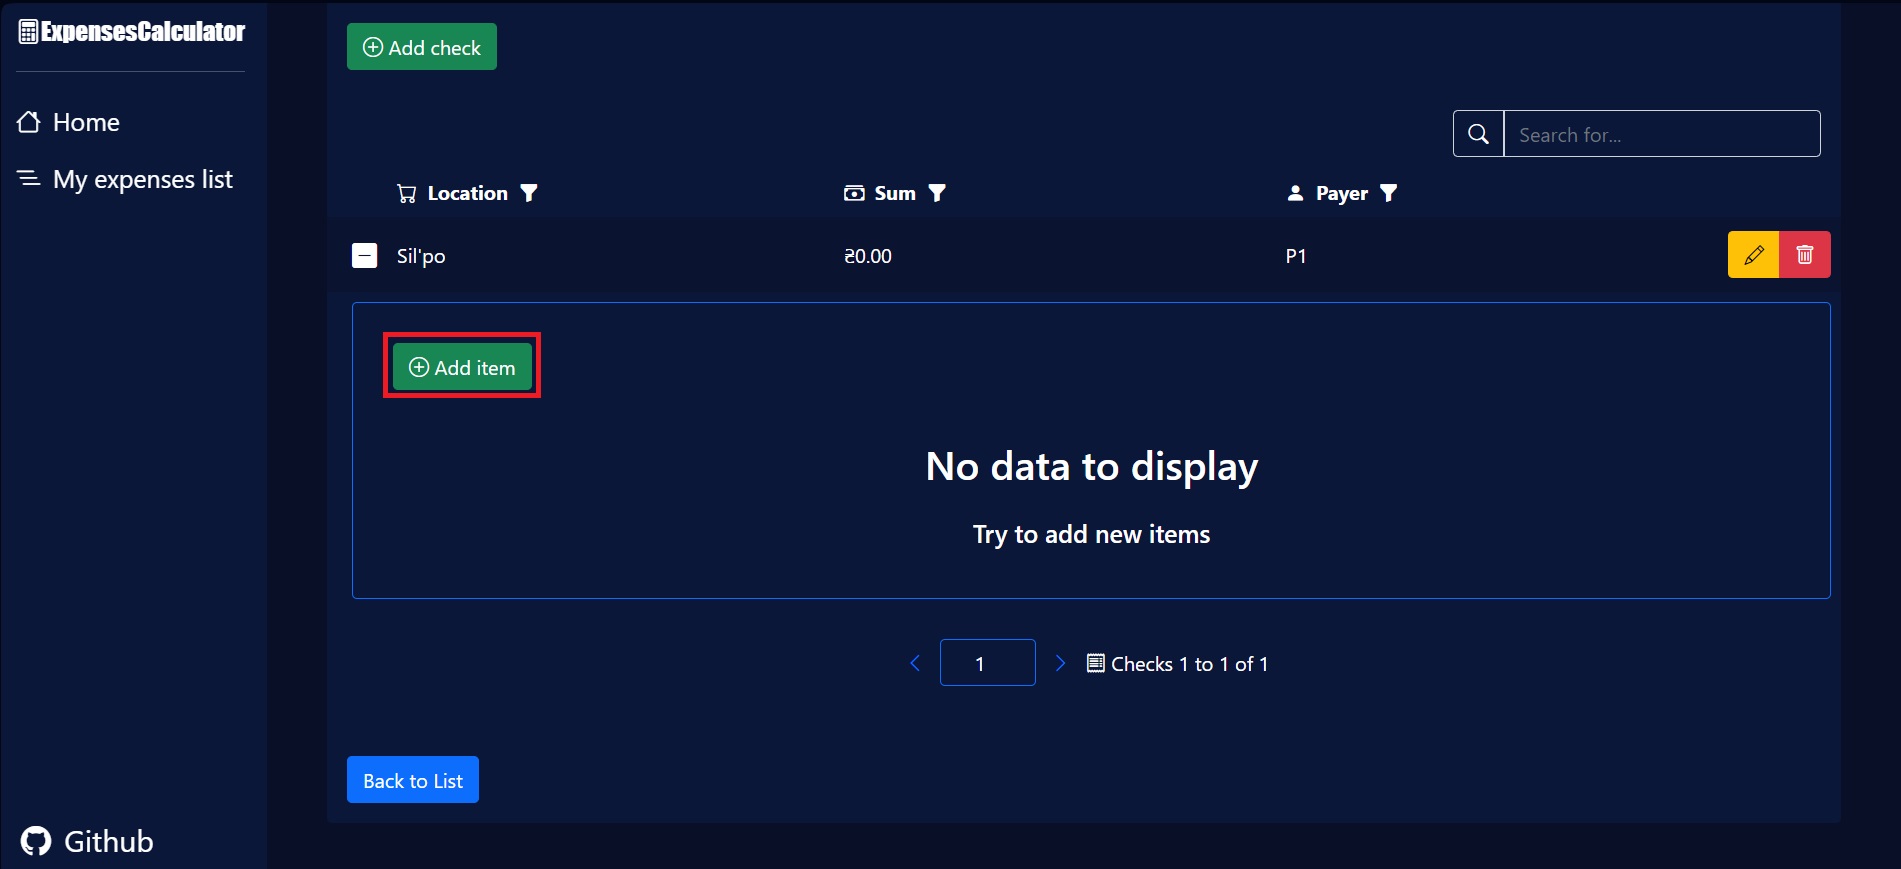 ExpensesCalculator
Home
My expenses list
Github
Add check
Search for...
Location Sum Payer
Sil'po ₴0.00 P1
Add item
No data to display
Try to add new items
1 Checks 1 to 1 of 1
Back to List